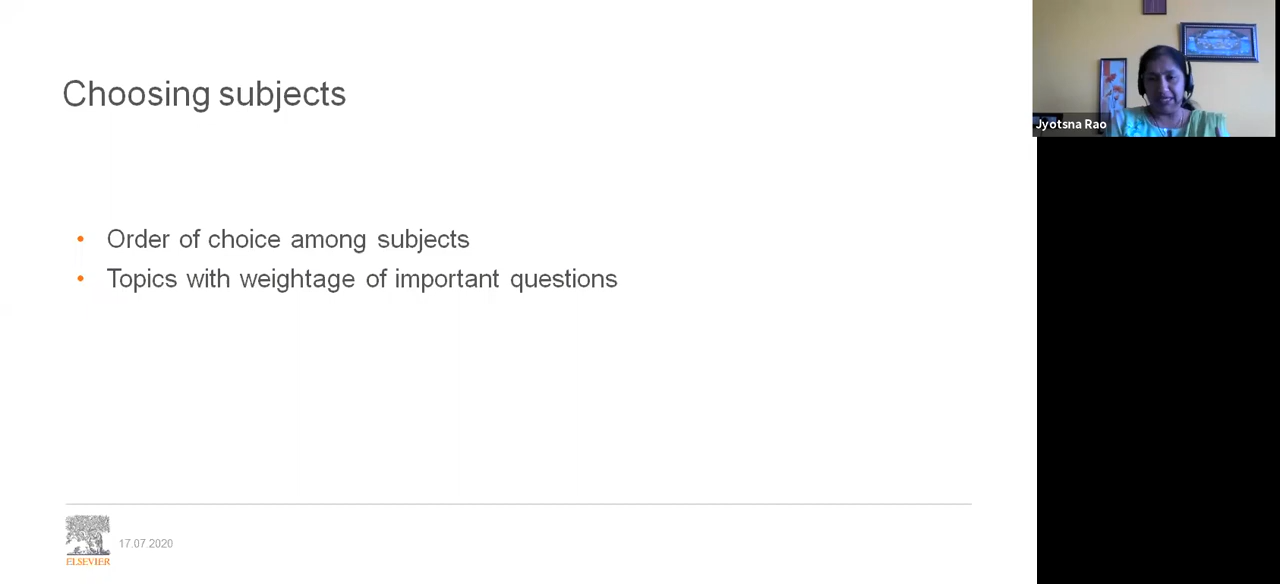 Choosing subjects
Jyotsna Rao
• Order of choice among subjects
• Topics with weightage of important questions
ELSEVIER
17.07.2020